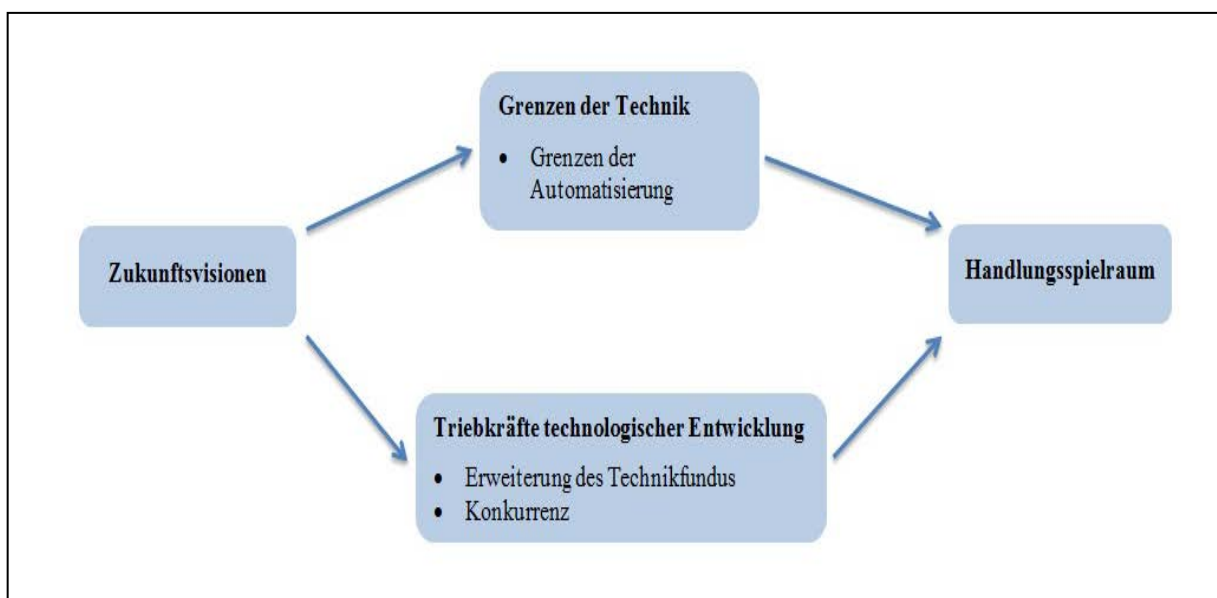 Grenzen der Technik
• Grenzen der
Automatisierung
Zukunftsvisionen
Handlungsspielraum
Triebkräfte technologischer Entwicklung
• Erweiterung des Technikfundus
• Konkurrenz